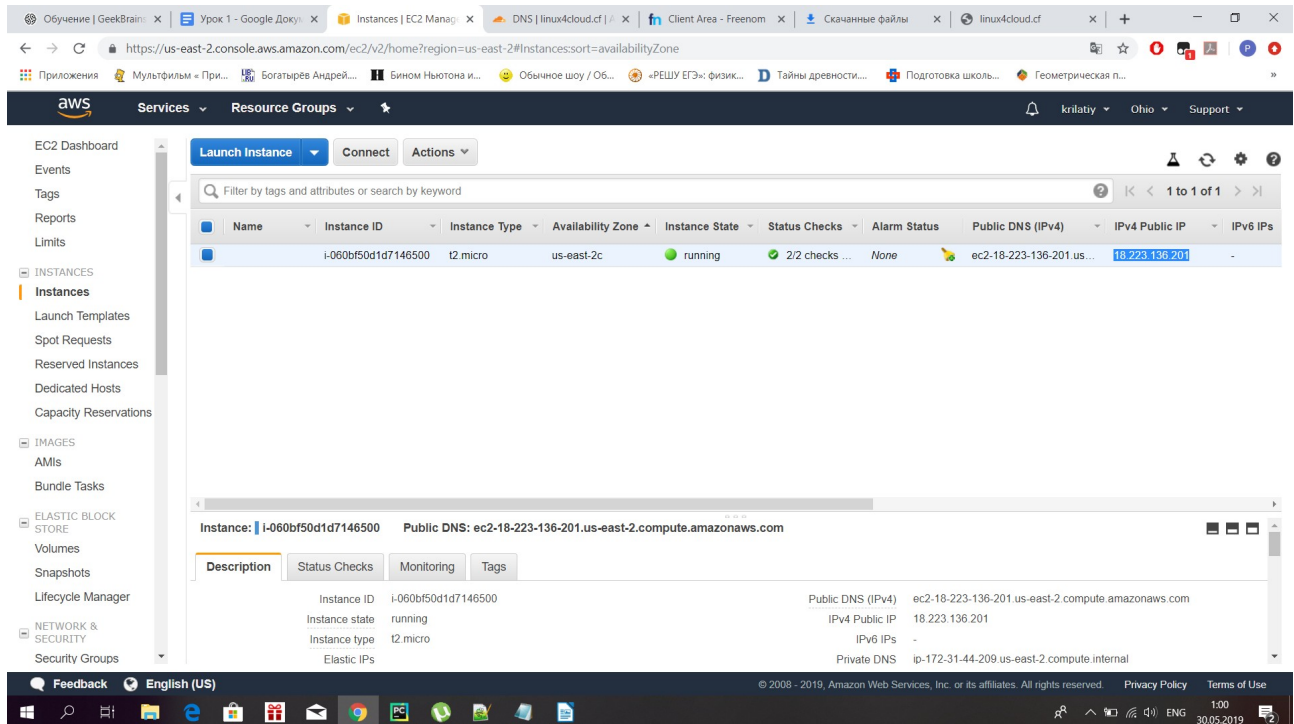 Обучение | GeekBrain Урок 1 - Google Докум Instances | EC2 Manag DNS | linux4cloud.cf | A Client Area - Freenom Скачанные файлы linux4cloud.cf
https://us-east-2.console.aws.amazon.com/ec2/v2/home?region=us-east-2#Instances:sort=availabilityZone
Приложения Мультфильм « При... Богатырёв Андрей.... Бином Ньютона и... Обычное шоу / Об... «РЕШУ ЕГЭ»: физик... Тайны древности.... Подготовка школь... Геометрическая п... »
aws Services Resource Groups krilatiy Ohio Support
EC2 Dashboard
Events
Tags
Reports
Limits
INSTANCES
Instances
Launch Templates
Spot Requests
Reserved Instances
Dedicated Hosts
Capacity Reservations
IMAGES
AMIs
Bundle Tasks
ELASTIC BLOCK
STORE
Volumes
Snapshots
Lifecycle Manager
NETWORK &
SECURITY
Security Groups
Launch Instance Connect Actions
Filter by tags and attributes or search by keyword 1 to 1 of 1
Name Instance ID Instance Type Availability Zone Instance State Status Checks Alarm Status Public DNS (IPv4) IPv4 Public IP IPv6 IPs
i-060bf50d1d7146500 t2.micro us-east-2c running 2/2 checks ... None ec2-18-223-136-201.us... 18.223.136.201 -
Instance: i-060bf50d1d7146500 Public DNS: ec2-18-223-136-201.us-east-2.compute.amazonaws.com
Description Status Checks Monitoring Tags
Instance ID i-060bf50d1d7146500 Public DNS (IPv4) ec2-18-223-136-201.us-east-2.compute.amazonaws.com
Instance state running IPv4 Public IP 18.223.136.201
Instance type t2.micro IPv6 IPs -
Elastic IPs Private DNS ip-172-31-44-209.us-east-2.compute.internal
Feedback English (US) © 2008 - 2019, Amazon Web Services, Inc. or its affiliates. All rights reserved. Privacy Policy Terms of Use
ENG 1:00
30.05.2019